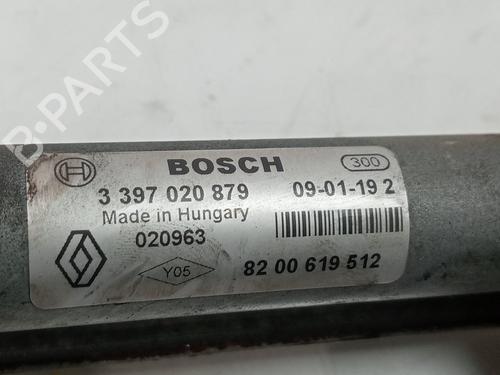 B-PARTS
BOSCH
300
3 397 020 879
09-01-19 2
Made in Hungary
020963
Y05
82 00 619 512